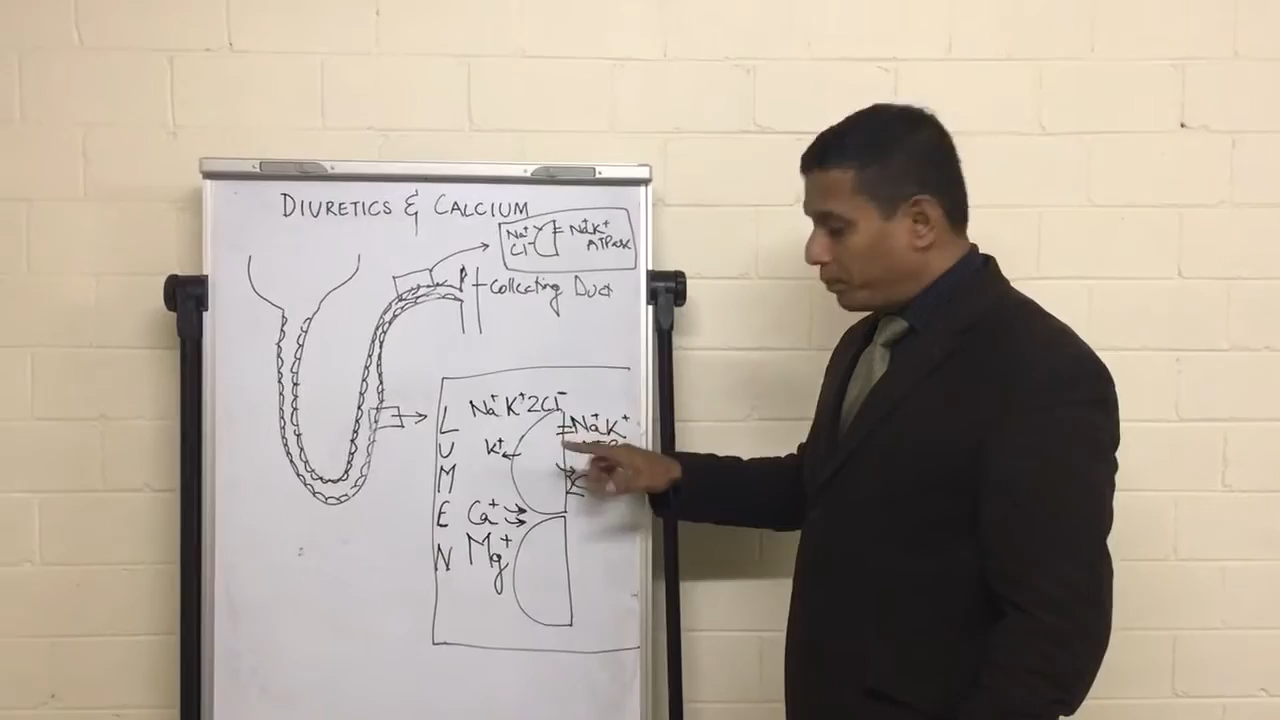 DIURETICS & CALCIUM
Na+ Na+K+
Cl- ATPase
Collecting Duct
LUMEN
Na+ K+ 2Cl-
Na+K+
K+
Ca+
Mg+